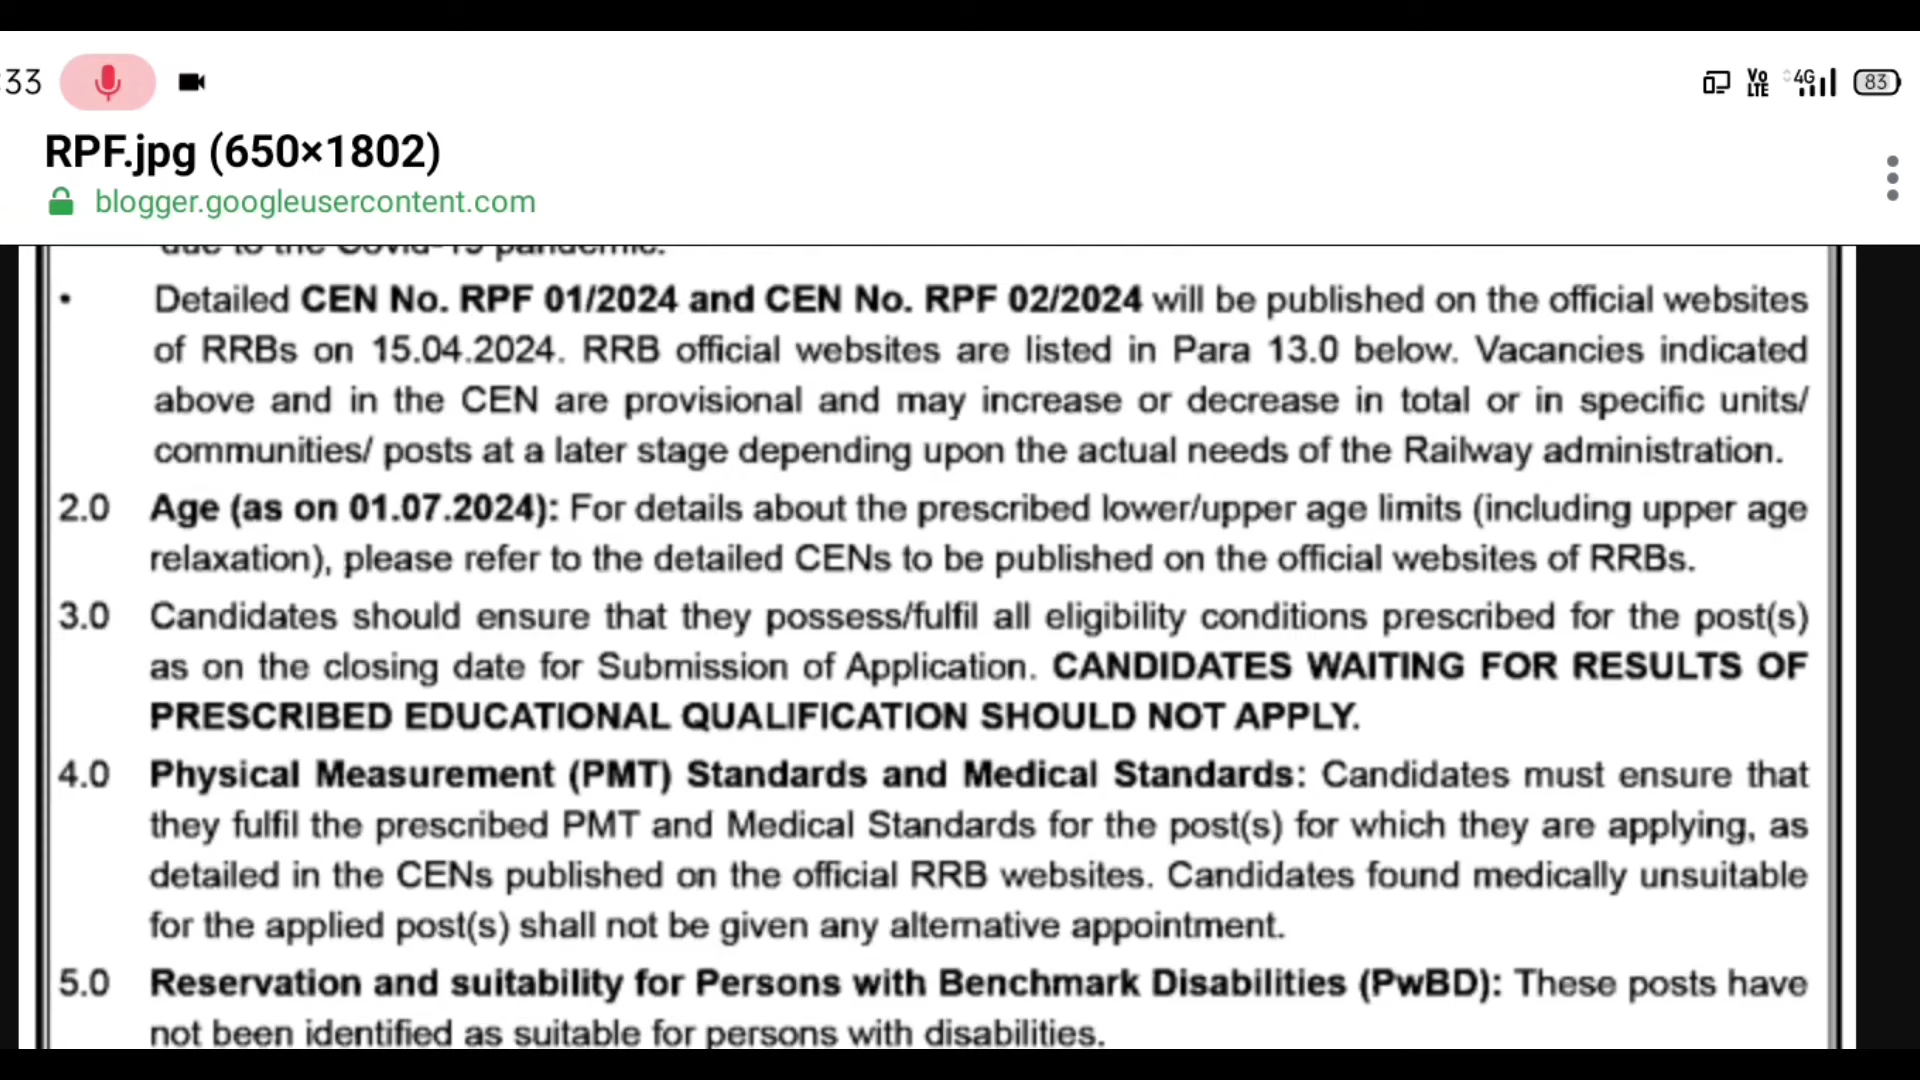 33
Vo LTE 4G 83
RPF.jpg (650×1802)
blogger.googleusercontent.com
due to the Covid-19 pandemic.
• Detailed CEN No. RPF 01/2024 and CEN No. RPF 02/2024 will be published on the official websites
of RRBs on 15.04.2024. RRB official websites are listed in Para 13.0 below. Vacancies indicated
above and in the CEN are provisional and may increase or decrease in total or in specific units/
communities/ posts at a later stage depending upon the actual needs of the Railway administration.
2.0 Age (as on 01.07.2024): For details about the prescribed lower/upper age limits (including upper age
relaxation), please refer to the detailed CENs to be published on the official websites of RRBs.
3.0 Candidates should ensure that they possess/fulfil all eligibility conditions prescribed for the post(s)
as on the closing date for Submission of Application. CANDIDATES WAITING FOR RESULTS OF
PRESCRIBED EDUCATIONAL QUALIFICATION SHOULD NOT APPLY.
4.0 Physical Measurement (PMT) Standards and Medical Standards: Candidates must ensure that
they fulfil the prescribed PMT and Medical Standards for the post(s) for which they are applying, as
detailed in the CENs published on the official RRB websites. Candidates found medically unsuitable
for the applied post(s) shall not be given any alternative appointment.
5.0 Reservation and suitability for Persons with Benchmark Disabilities (PwBD): These posts have
not been identified as suitable for persons with disabilities.